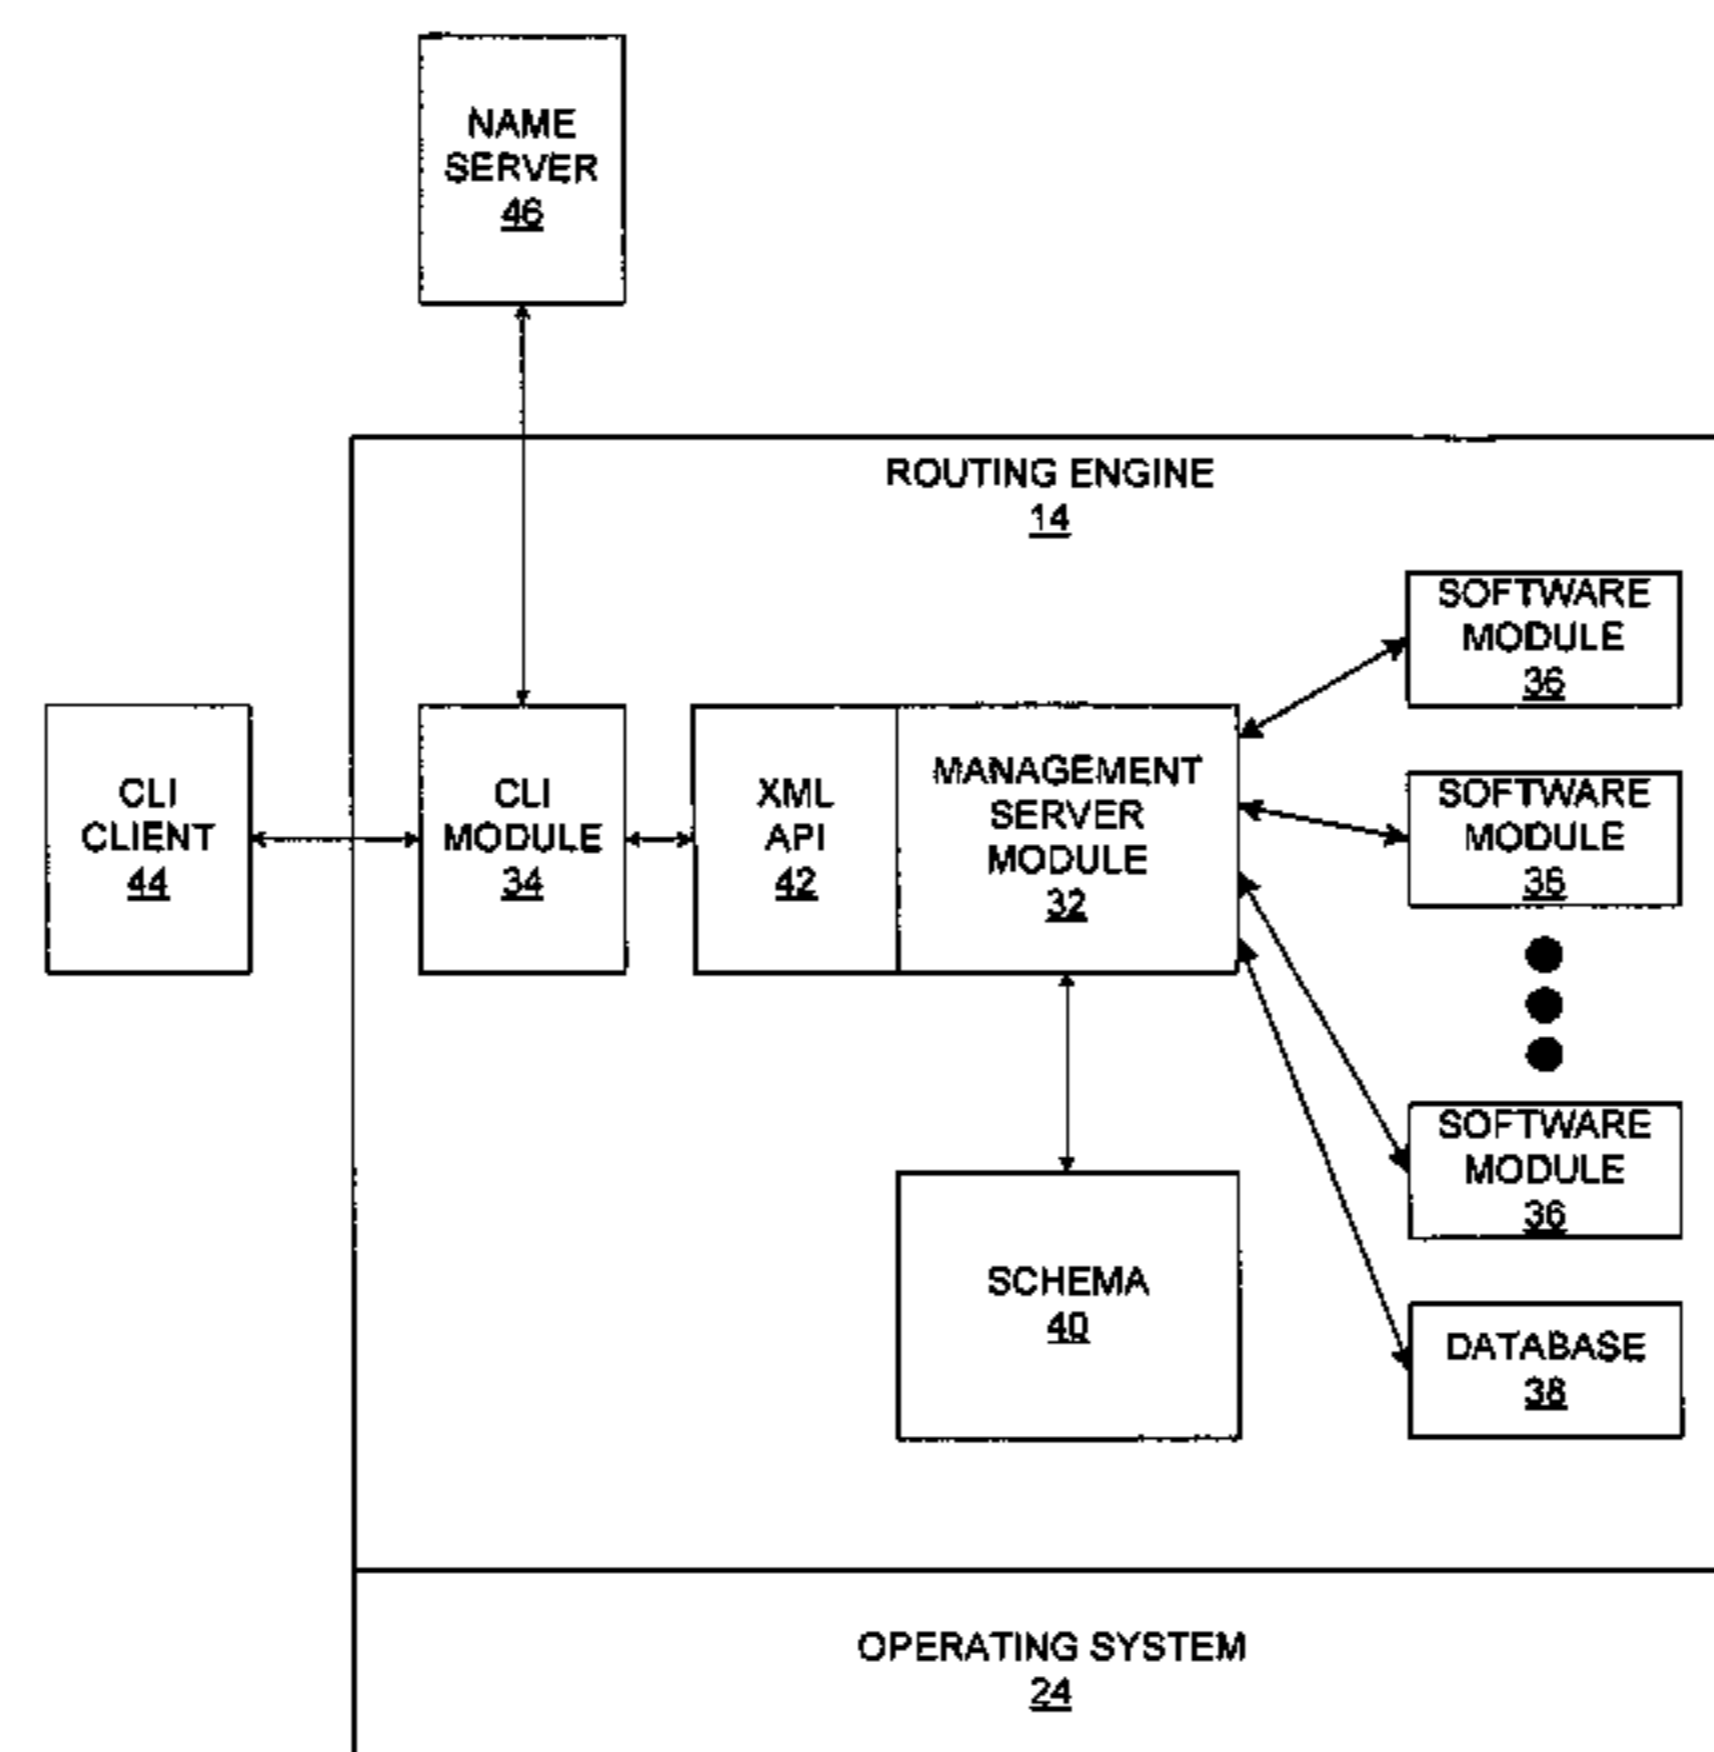 NAME
SERVER
46
ROUTING ENGINE
14
SOFTWARE
MODULE
36
CLI
CLIENT
44
CLI
MODULE
34
XML
API
42
MANAGEMENT
SERVER
MODULE
32
SOFTWARE
MODULE
36
SOFTWARE
MODULE
36
SCHEMA
40
DATABASE
38
OPERATING SYSTEM
24